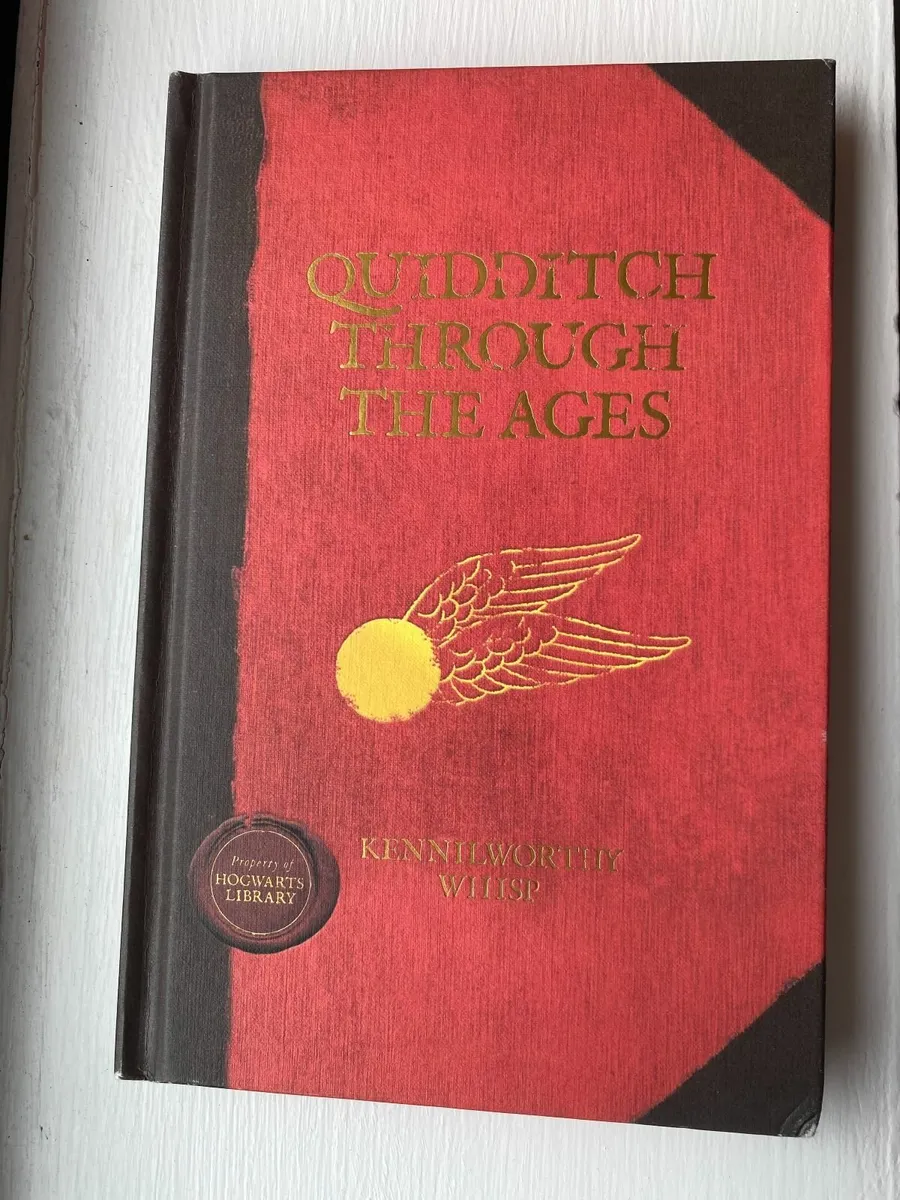 QUIDDITCH
THROUGH
THE AGES
KENNILWORTHY
WHISP
Property of
HOGWARTS
LIBRARY